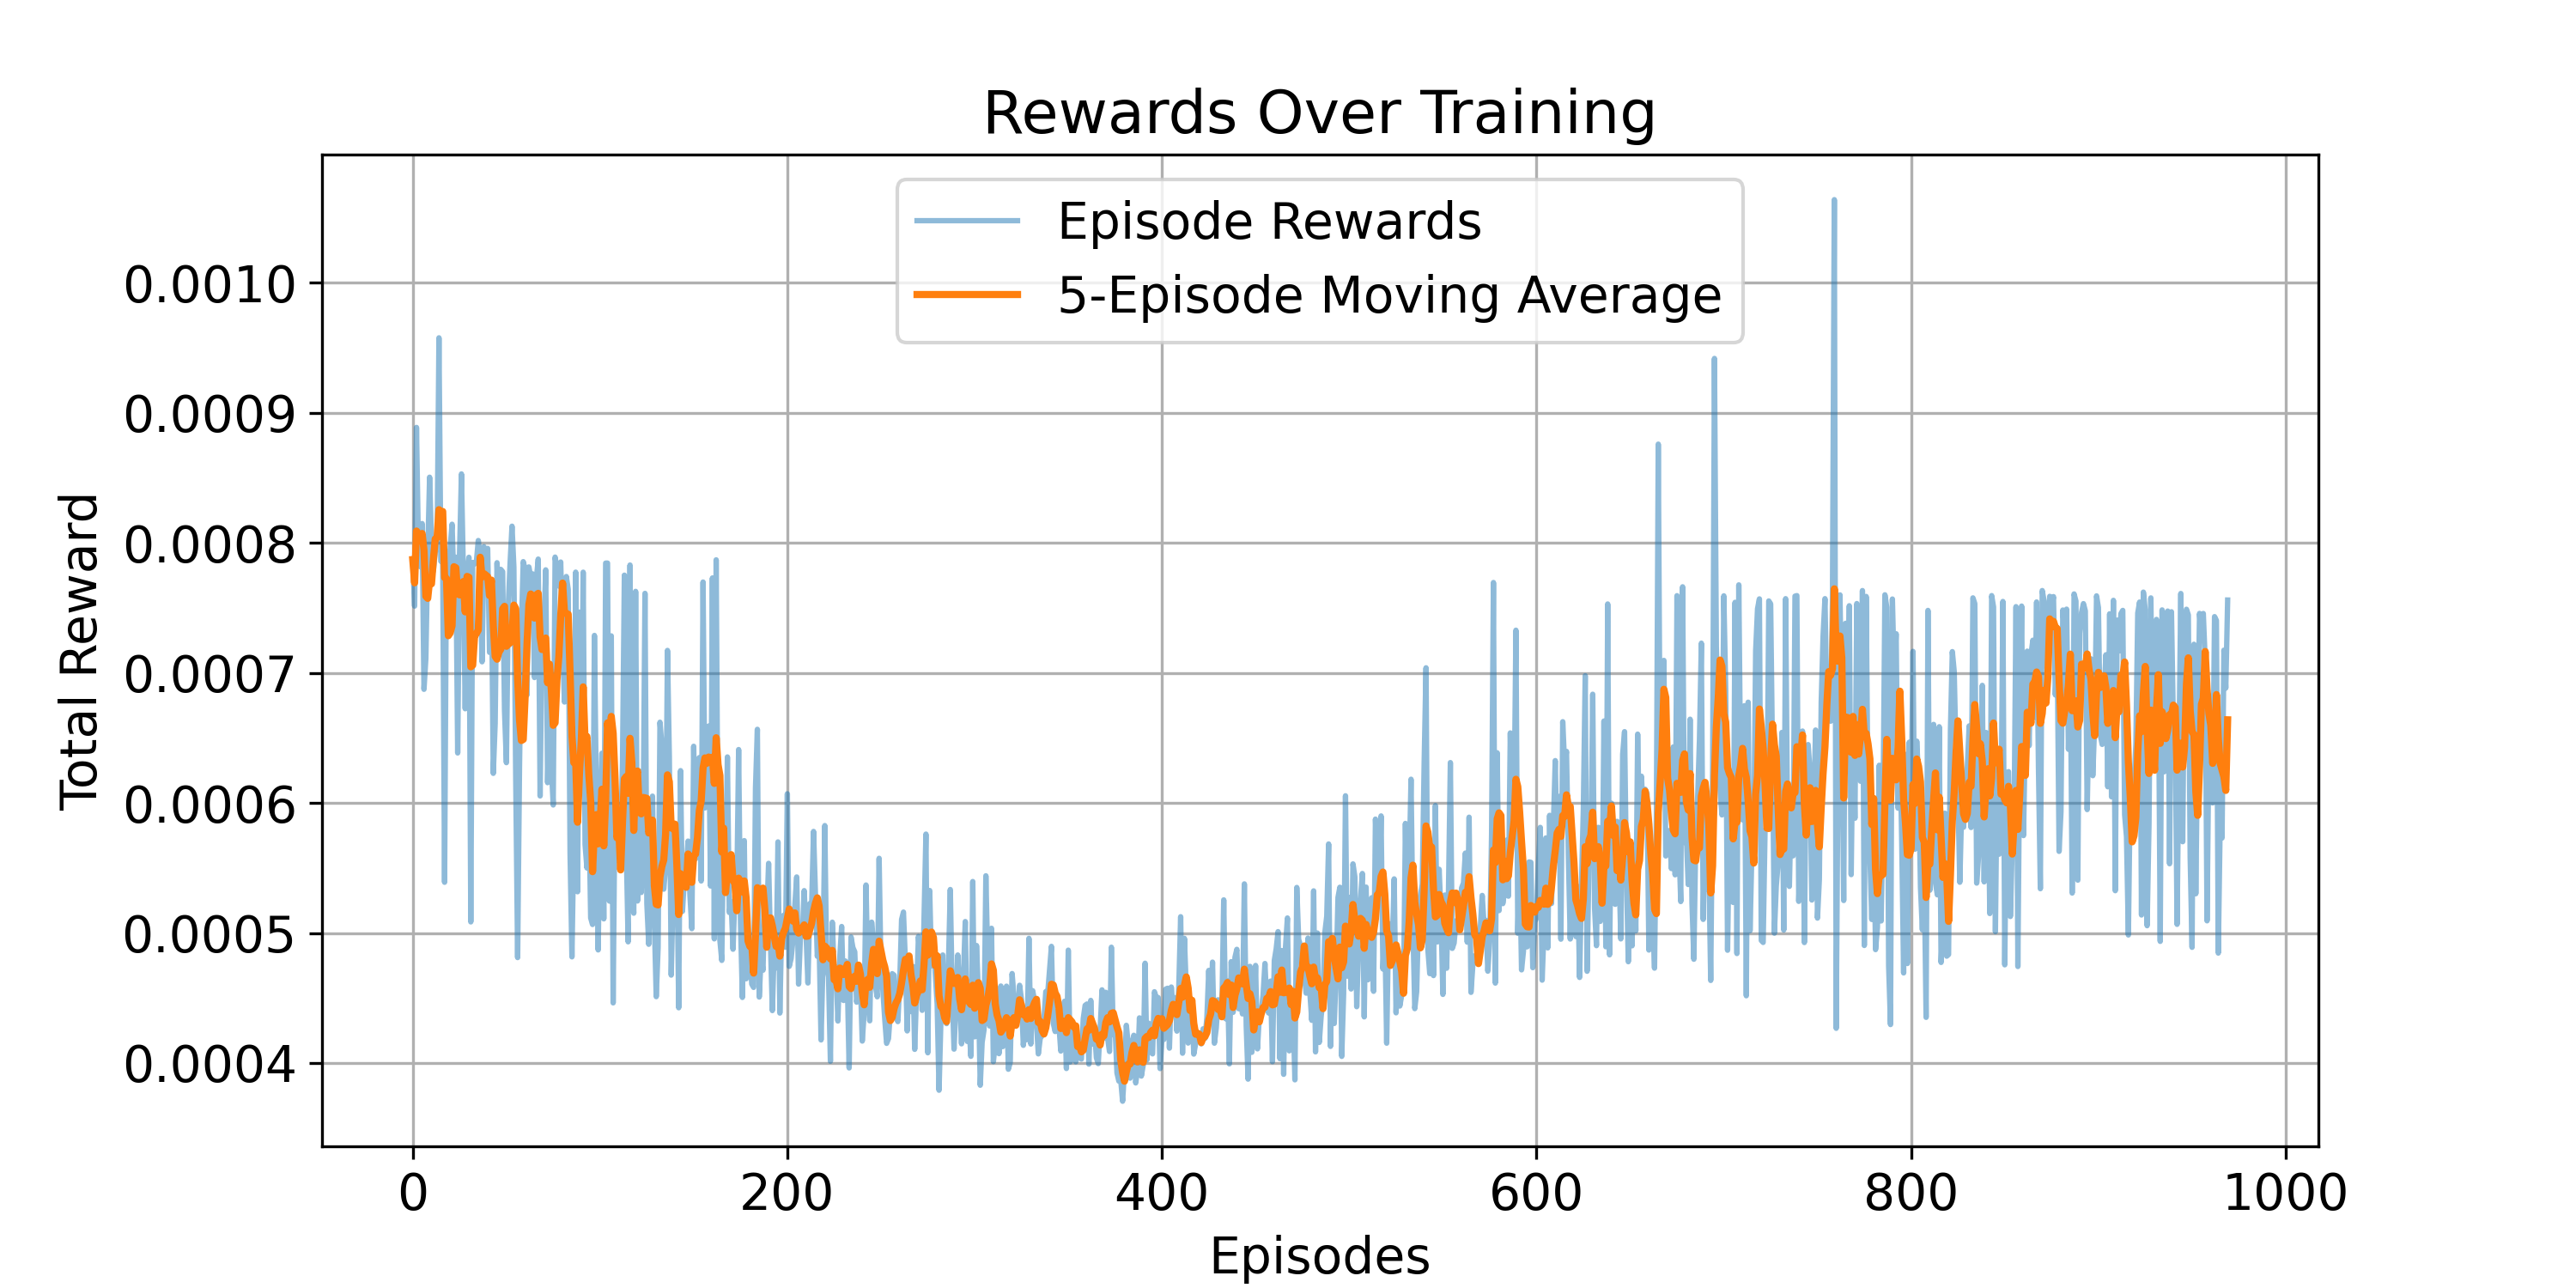 Rewards Over Training
Episode Rewards
5-Episode Moving Average
Total Reward
0.0010
0.0009
0.0008
0.0007
0.0006
0.0005
0.0004
0 200 400 600 800 1000
Episodes